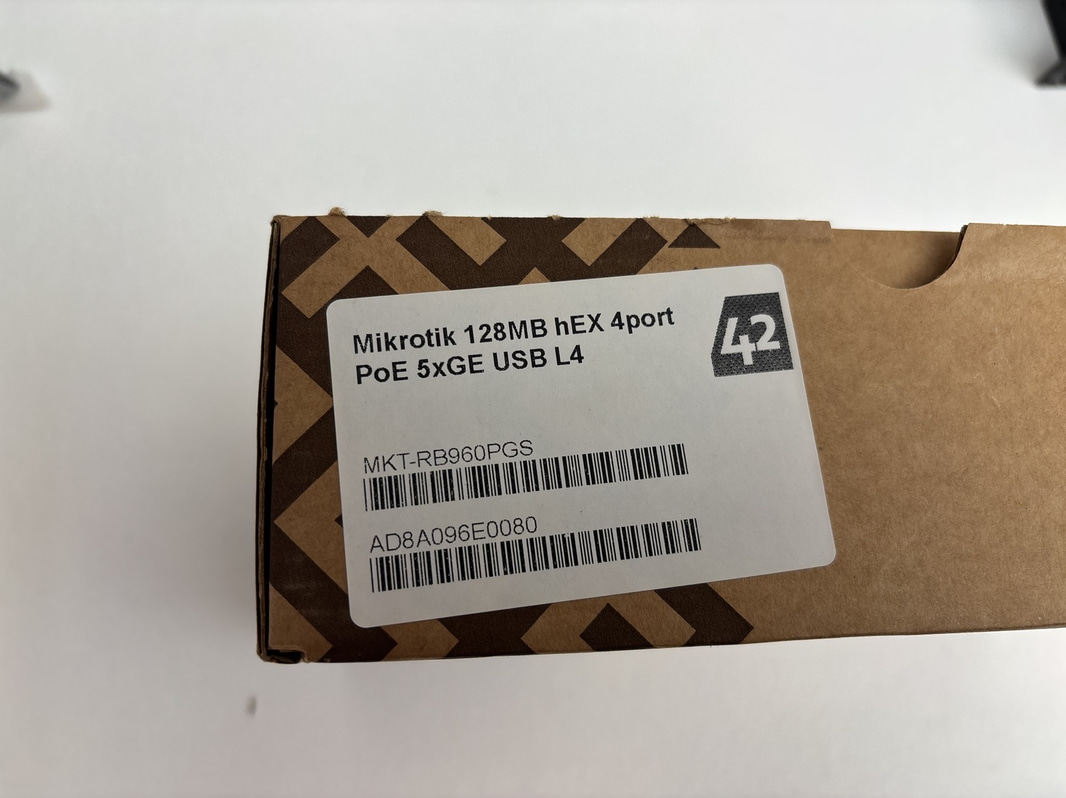 Mikrotik 128MB hEX 4port
PoE 5xGE USB L4
42
MKT-RB960PGS
AD8A096E0080